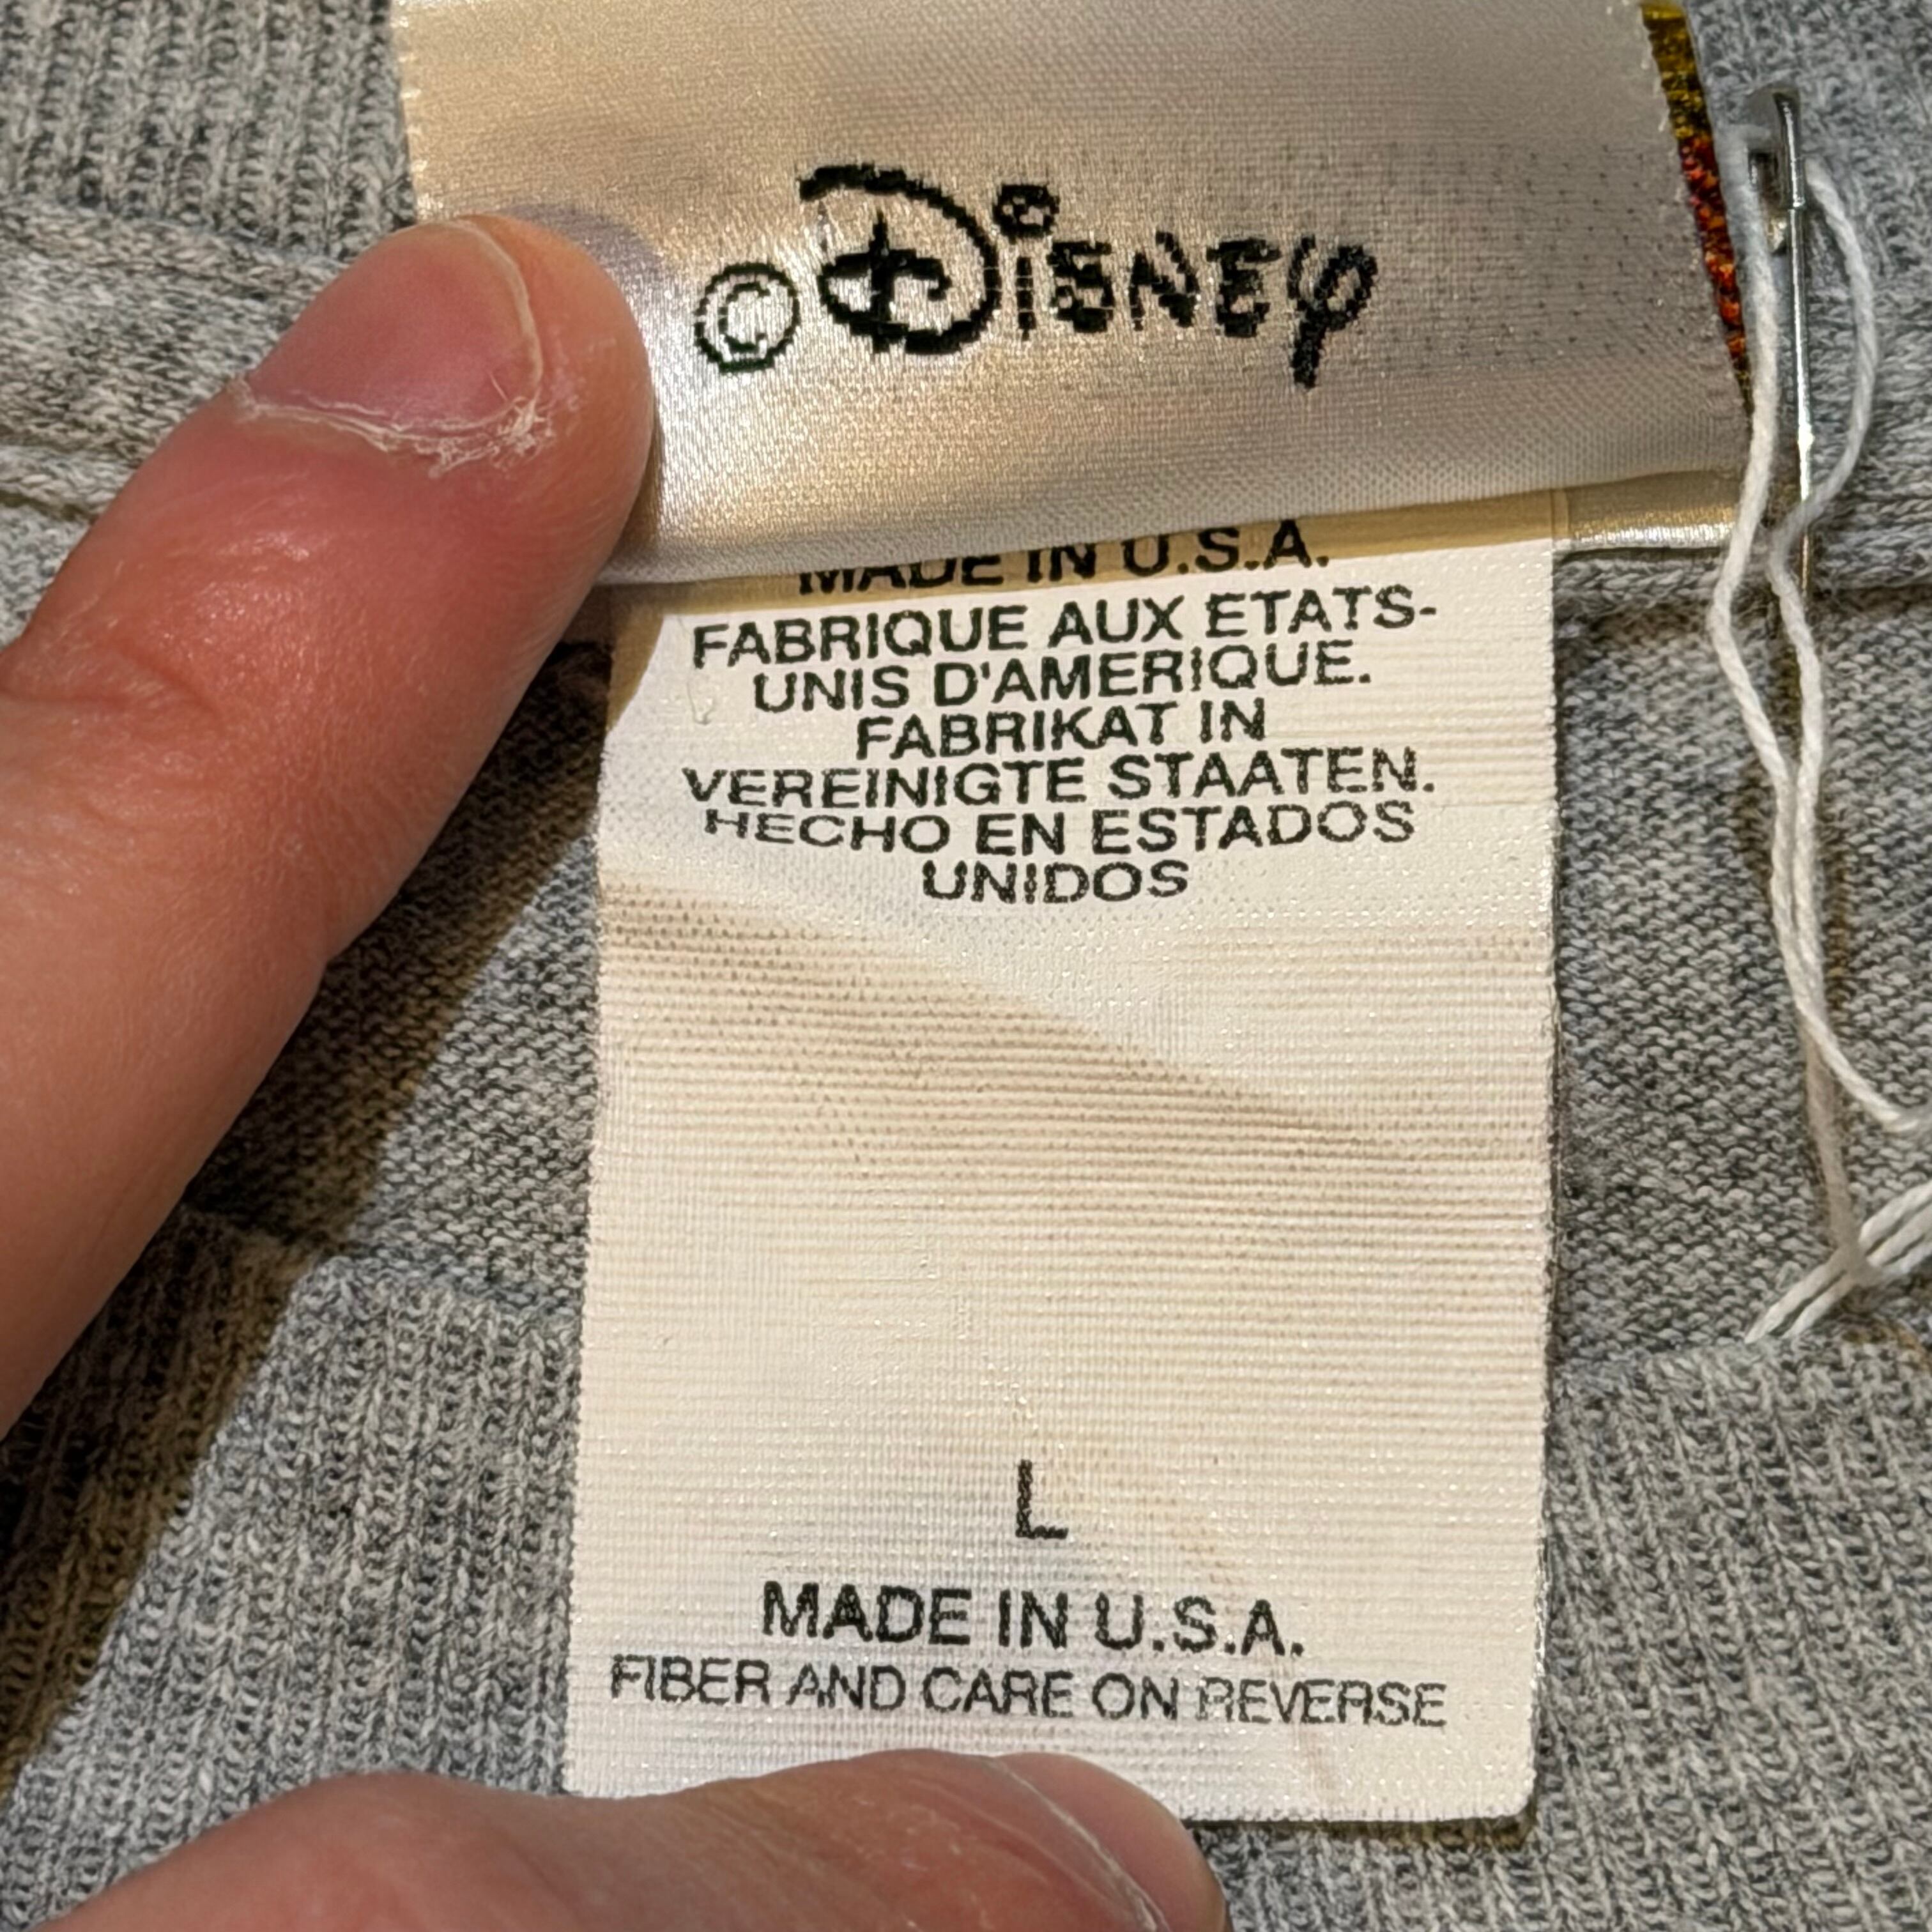 © Disney
MADE IN U.S.A.
FABRIQUE AUX ETATS-
UNIS D'AMERIQUE.
FABRIKAT IN
VEREINIGTE STAATEN.
HECHO EN ESTADOS
UNIDOS
L
MADE IN U.S.A.
FIBER AND CARE ON REVERSE